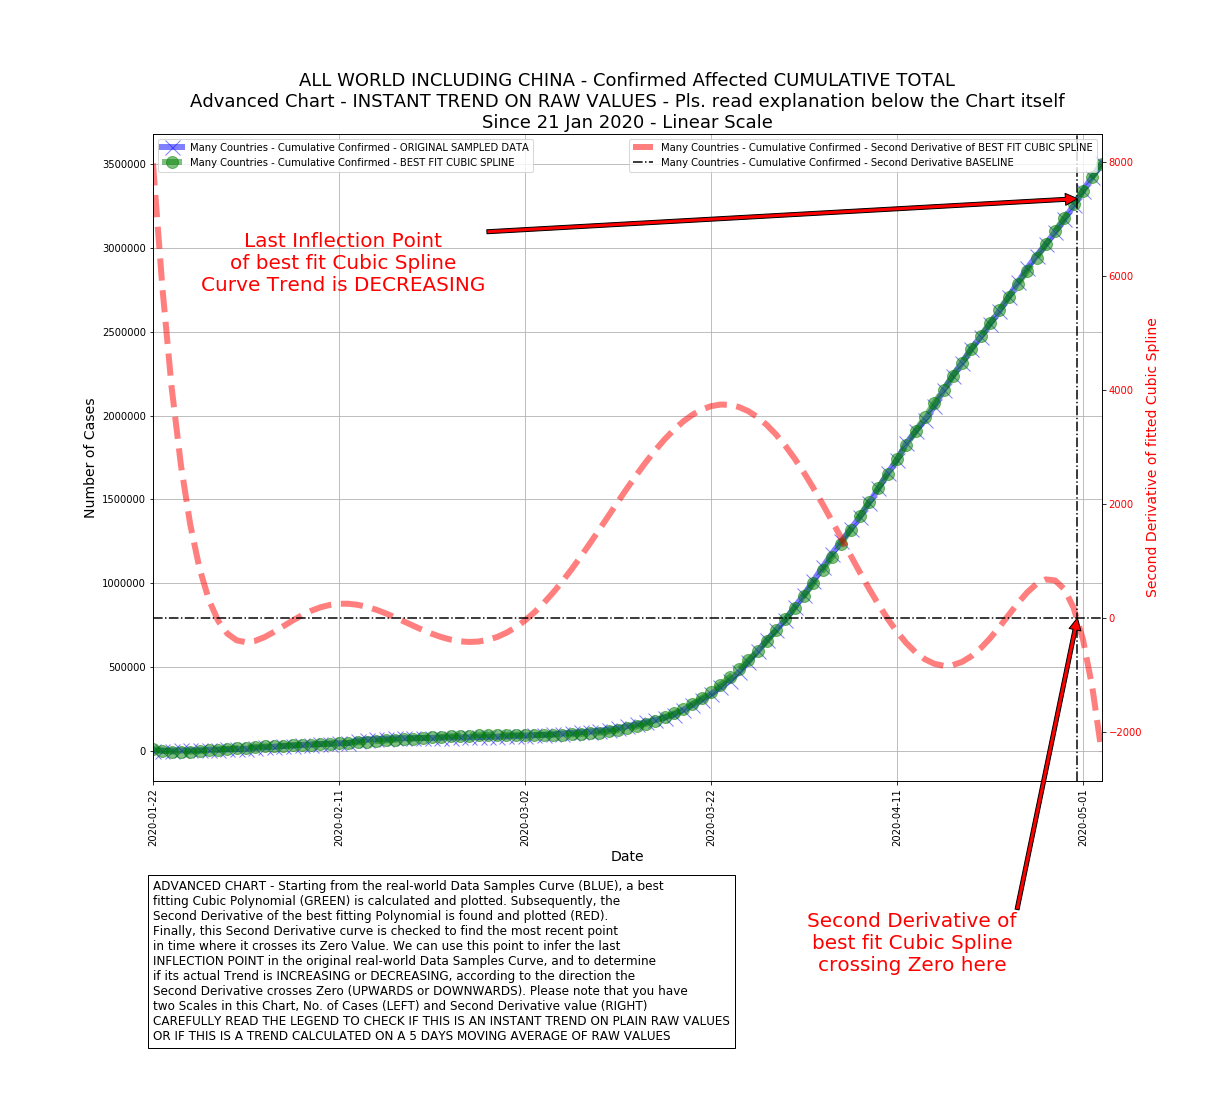 ALL WORLD INCLUDING CHINA - Confirmed Affected CUMULATIVE TOTAL
Advanced Chart - INSTANT TREND ON RAW VALUES - Pls. read explanation below the Chart itself
Since 21 Jan 2020 - Linear Scale
Many Countries - Cumulative Confirmed - ORIGINAL SAMPLED DATA
Many Countries - Cumulative Confirmed - BEST FIT CUBIC SPLINE
Many Countries - Cumulative Confirmed - Second Derivative of BEST FIT CUBIC SPLINE
Many Countries - Cumulative Confirmed - Second Derivative BASELINE
Last Inflection Point
of best fit Cubic Spline
Curve Trend is DECREASING
Number of Cases
3500000
3000000
2500000
2000000
1500000
1000000
500000
0
8000
6000
4000
2000
0
−2000
Second Derivative of fitted Cubic Spline
2020-01-22
2020-02-11
2020-03-02
2020-03-22
2020-04-11
2020-05-01
Date
ADVANCED CHART - Starting from the real-world Data Samples Curve (BLUE), a best
fitting Cubic Polynomial (GREEN) is calculated and plotted. Subsequently, the
Second Derivative of the best fitting Polynomial is found and plotted (RED).
Finally, this Second Derivative curve is checked to find the most recent point
in time where it crosses its Zero Value. We can use this point to infer the last
INFLECTION POINT in the original real-world Data Samples Curve, and to determine
if its actual Trend is INCREASING or DECREASING, according to the direction the
Second Derivative crosses Zero (UPWARDS or DOWNWARDS). Please note that you have
two Scales in this Chart, No. of Cases (LEFT) and Second Derivative value (RIGHT)
CAREFULLY READ THE LEGEND TO CHECK IF THIS IS AN INSTANT TREND ON PLAIN RAW VALUES
OR IF THIS IS A TREND CALCULATED ON A 5 DAYS MOVING AVERAGE OF RAW VALUES
Second Derivative of
best fit Cubic Spline
crossing Zero here